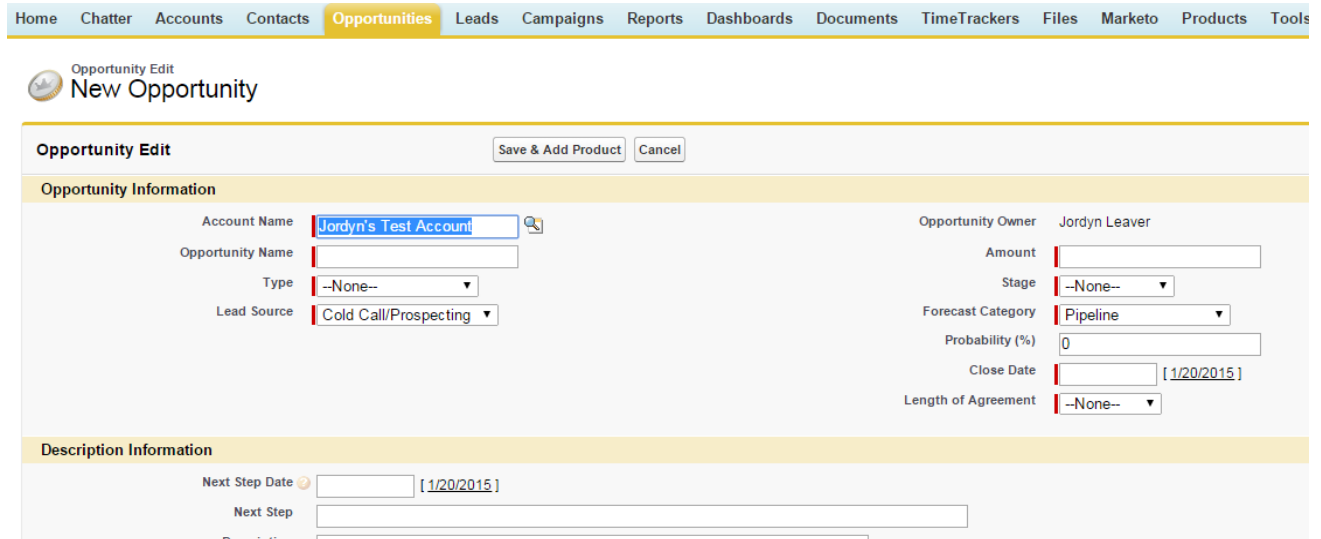 Home Chatter Accounts Contacts Opportunities Leads Campaigns Reports Dashboards Documents TimeTrackers Files Marketo Products Tools
Opportunity Edit
New Opportunity
Opportunity Edit Save & Add Product Cancel
Opportunity Information
Account Name Jordyn's Test Account Opportunity Owner Jordyn Leaver
Opportunity Name Amount
Type --None-- Stage --None--
Lead Source Cold Call/Prospecting Forecast Category Pipeline
Probability (%) 0
Close Date [ 1/20/2015 ]
Length of Agreement --None--
Description Information
Next Step Date [ 1/20/2015 ]
Next Step